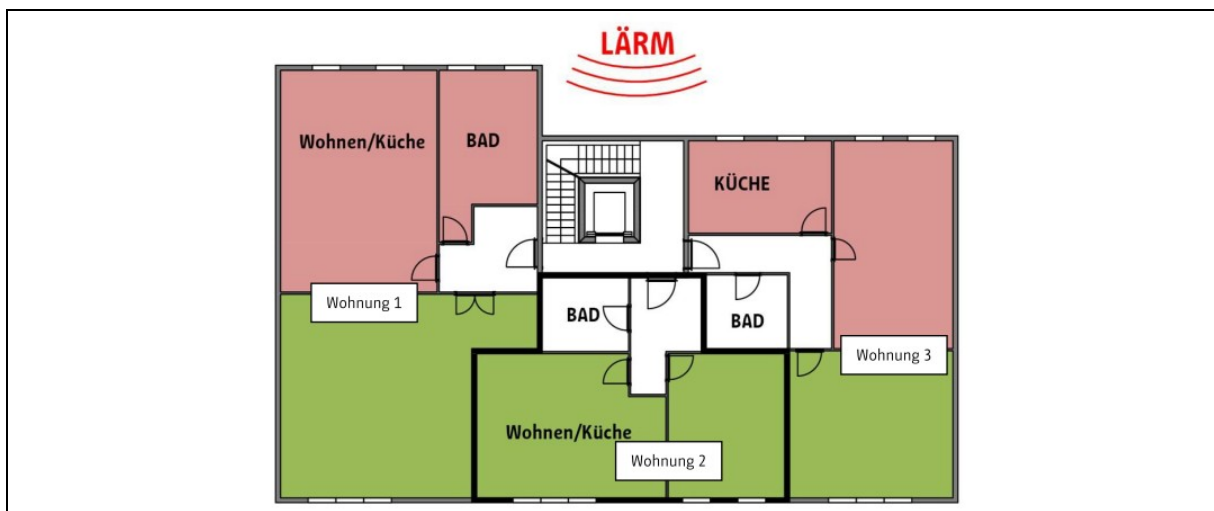 LÄRM
Wohnen/Küche
BAD
KÜCHE
Wohnung 1
BAD
BAD
Wohnung 3
Wohnen/Küche
Wohnung 2